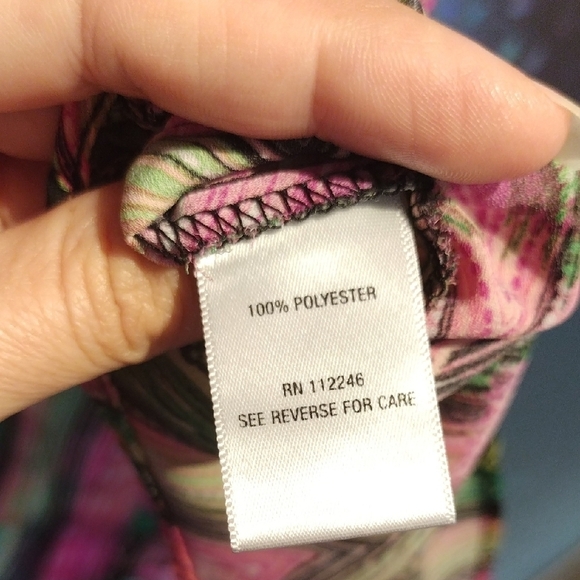 100% POLYESTER
RN 112246
SEE REVERSE FOR CARE